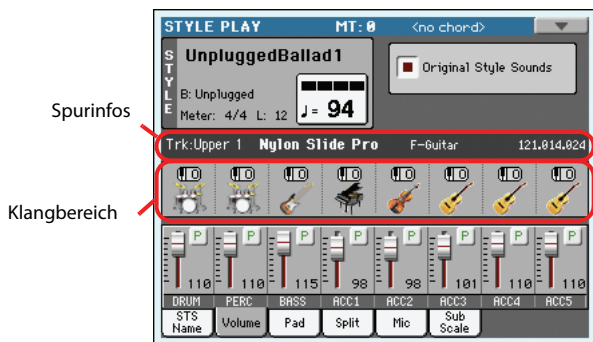 STYLE PLAY MT: 0 <no chord>
STYLE
UnpluggedBallad1
B: Unplugged
Meter: 4/4 L: 12 ♩= 94
Original Style Sounds
Spurinfos
Trk:Upper 1 Nylon Slide Pro F-Guitar 121.014.024
Klangbereich
P P P P P P P P
110 110 115 98 98 101 110 110
DRUM PERC BASS ACC1 ACC2 ACC3 ACC4 ACC5
STS Name Volume Pad Split Mic Sub Scale